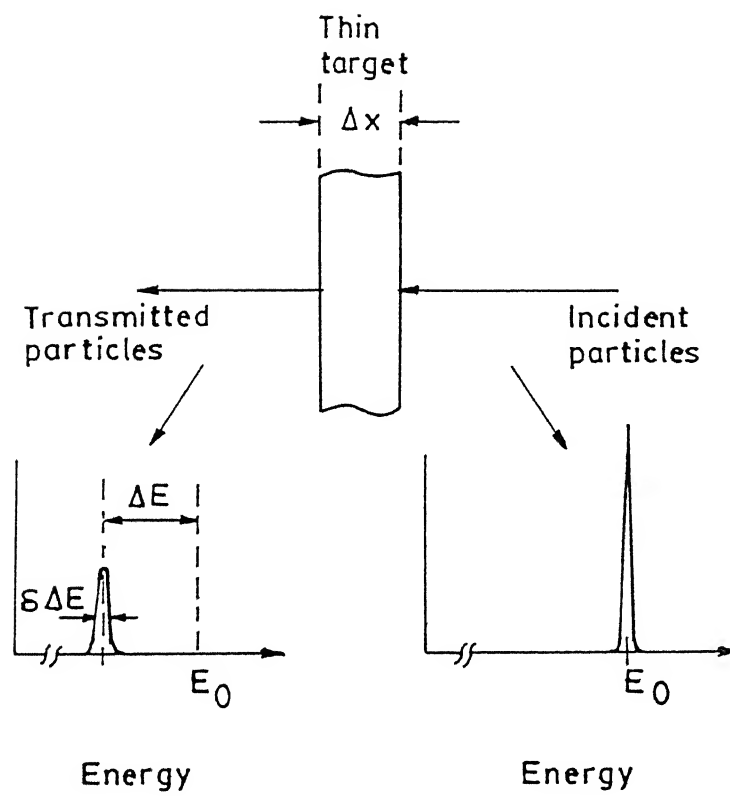 Thin
target
Δx
Transmitted
particles
Incident
particles
ΔE
δΔE
E0
E0
Energy
Energy